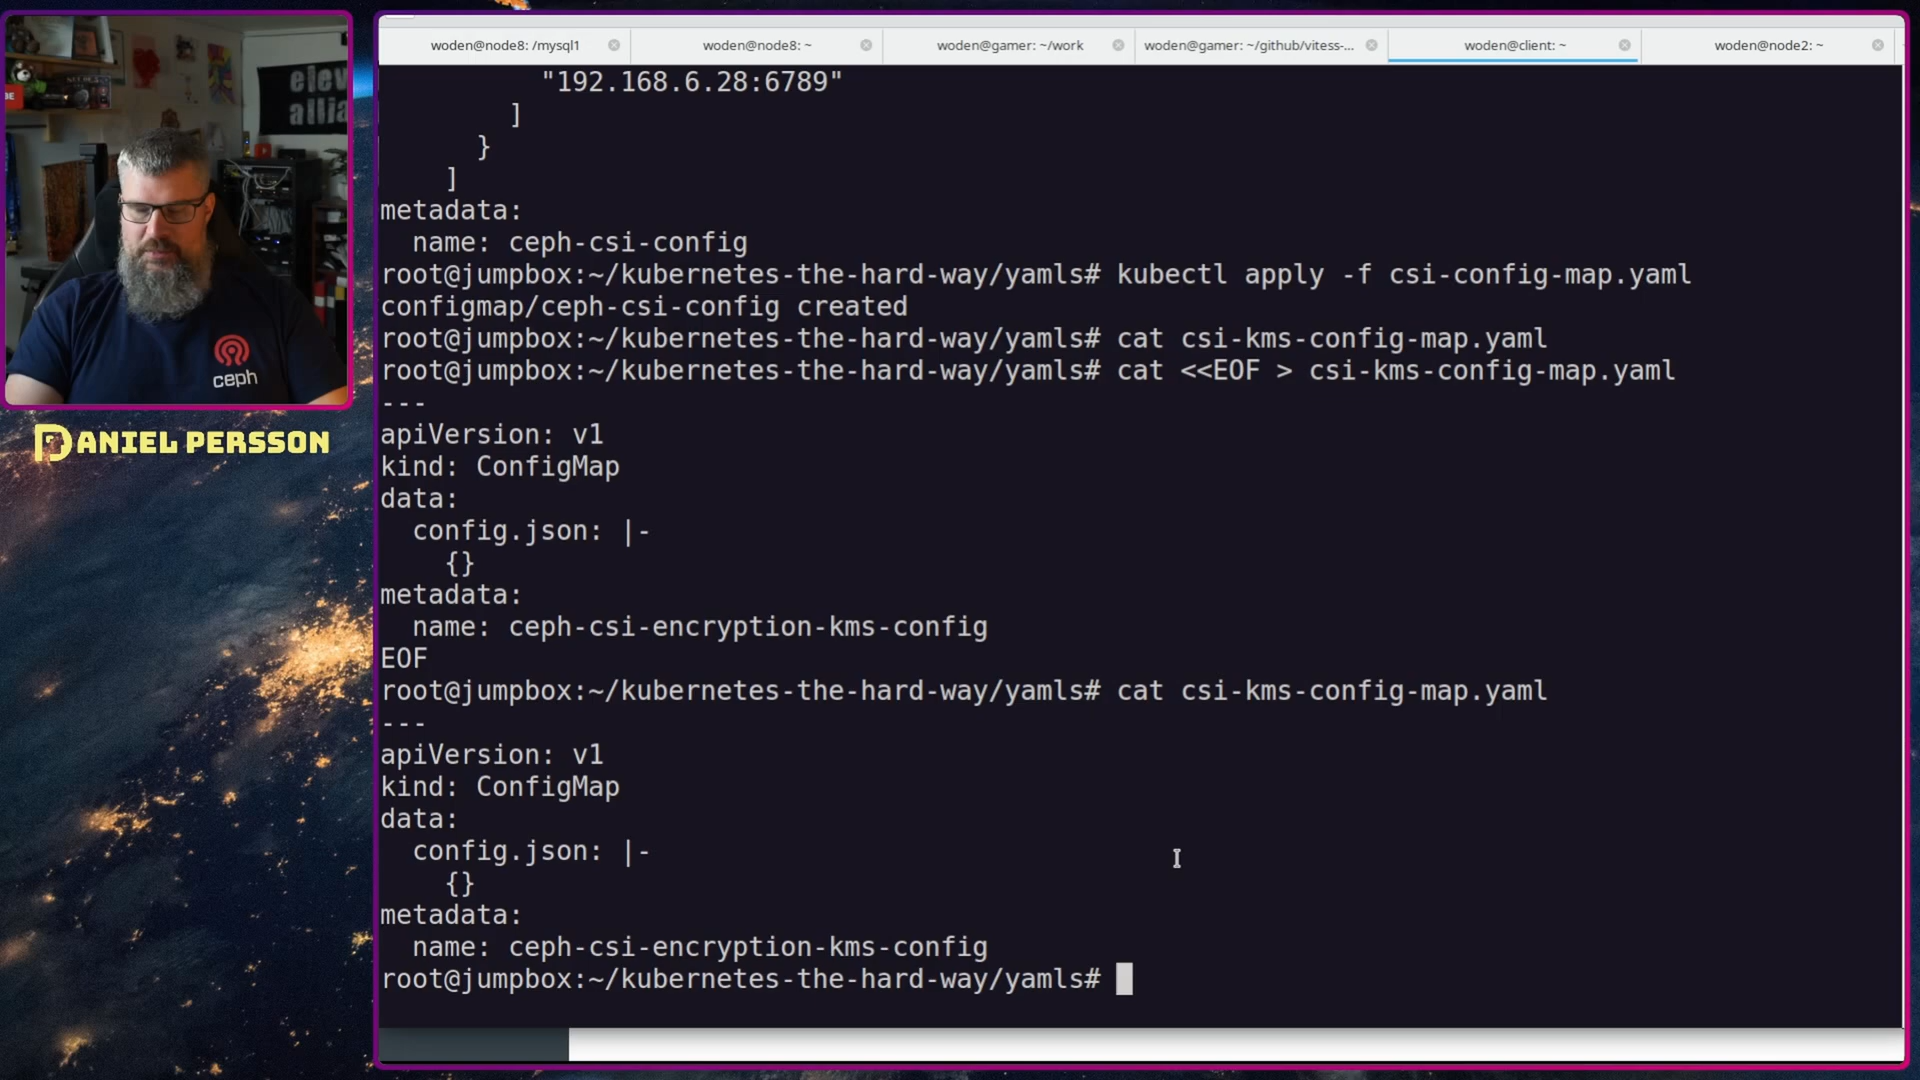 woden@node8: /mysql1
woden@node8: ~
woden@gamer: ~/work
woden@gamer: ~/github/vitess-...
woden@client: ~
woden@node2: ~
"192.168.6.28:6789"
]
}
]
metadata:
name: ceph-csi-config
root@jumpbox:~/kubernetes-the-hard-way/yamls# kubectl apply -f csi-config-map.yaml
configmap/ceph-csi-config created
root@jumpbox:~/kubernetes-the-hard-way/yamls# cat csi-kms-config-map.yaml
root@jumpbox:~/kubernetes-the-hard-way/yamls# cat <<EOF > csi-kms-config-map.yaml
---
apiVersion: v1
kind: ConfigMap
data:
config.json: |-
{}
metadata:
name: ceph-csi-encryption-kms-config
EOF
root@jumpbox:~/kubernetes-the-hard-way/yamls# cat csi-kms-config-map.yaml
---
apiVersion: v1
kind: ConfigMap
data:
config.json: |-
{}
metadata:
name: ceph-csi-encryption-kms-config
root@jumpbox:~/kubernetes-the-hard-way/yamls#
ceph
DANIEL PERSSON